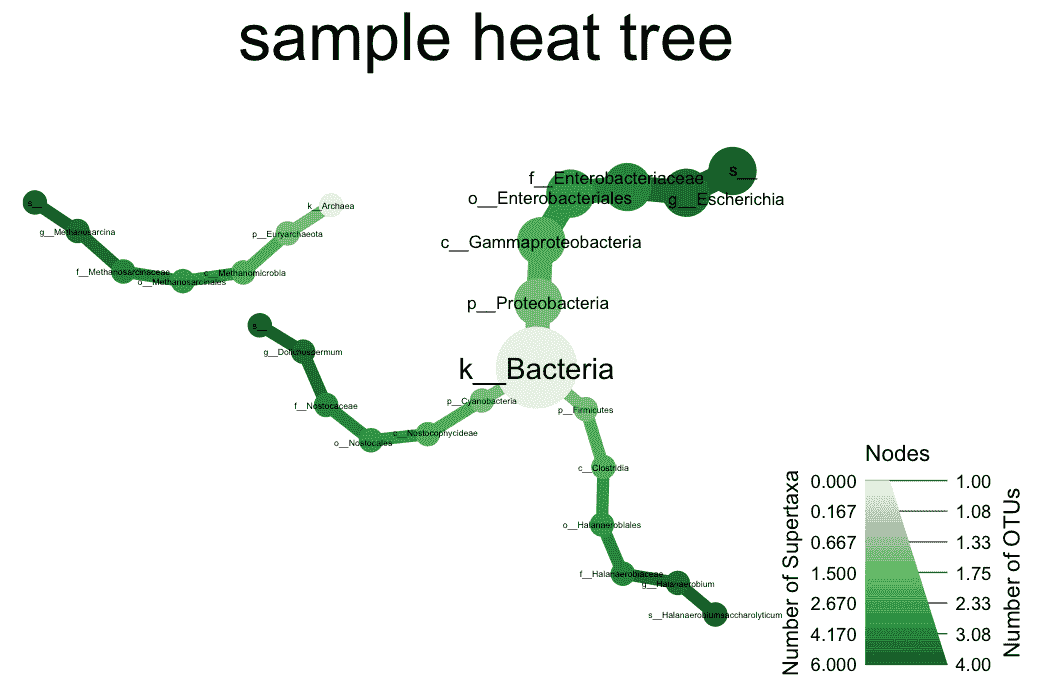 sample heat tree
s__
f__Enterobacteriaceae
o__Enterobacteriales
g__Escherichia
s__
k__Archaea
g__Methanosarcina
p__Euryarchaeota
c__Gammaproteobacteria
f__Methanosarcinaceae
c__Methanomicrobia
o__Methanosarcinales
p__Proteobacteria
s__
g__Dolichospermum
k__Bacteria
p__Cyanobacteria
f__Nostocaceae
p__Firmicutes
c__Nostocophycideae
o__Nostocales
c__Clostridia
o__Halanaerobiales
f__Halanaerobiaceae
g__Halanaerobium
s__Halanaerobiumsaccharolyticum
Nodes
Number of Supertaxa
0.000 1.00
0.167 1.08
0.667 1.33
1.500 1.75
2.670 2.33
4.170 3.08
6.000 4.00
Number of OTUs